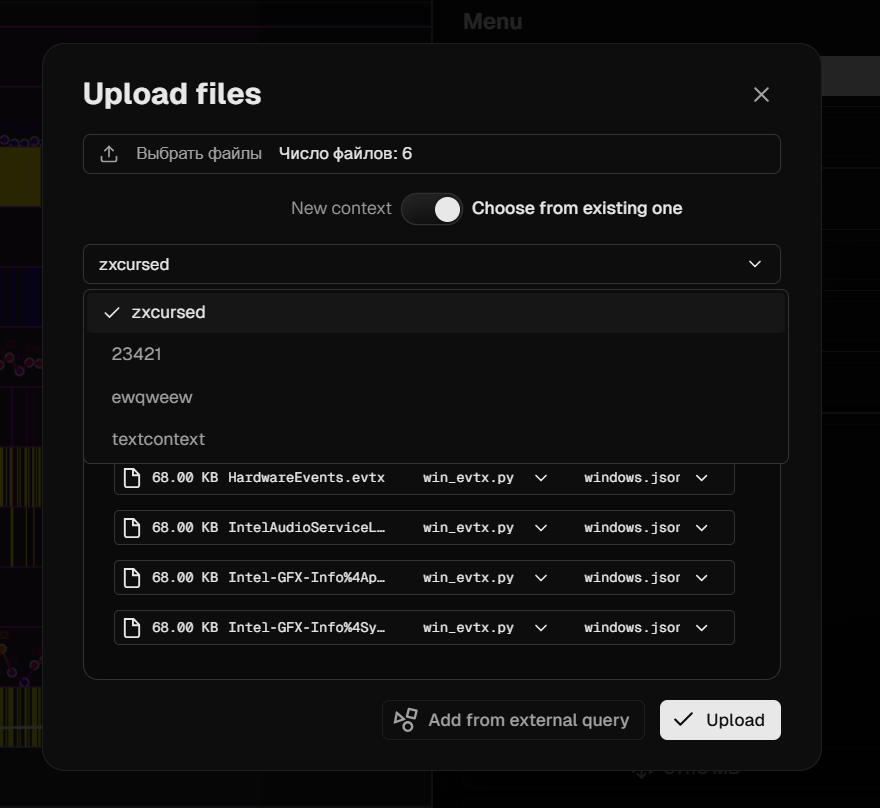 Menu
Upload files
Выбрать файлы Число файлов: 6
New context Choose from existing one
zxcursed
zxcursed
23421
ewqweew
textcontext
68.00 KB HardwareEvents.evtx win_evtx.py windows.jsor
68.00 KB IntelAudioServiceL… win_evtx.py windows.jsor
68.00 KB Intel-GFX-Info%4Ap… win_evtx.py windows.jsor
68.00 KB Intel-GFX-Info%4Sy… win_evtx.py windows.jsor
Add from external query Upload